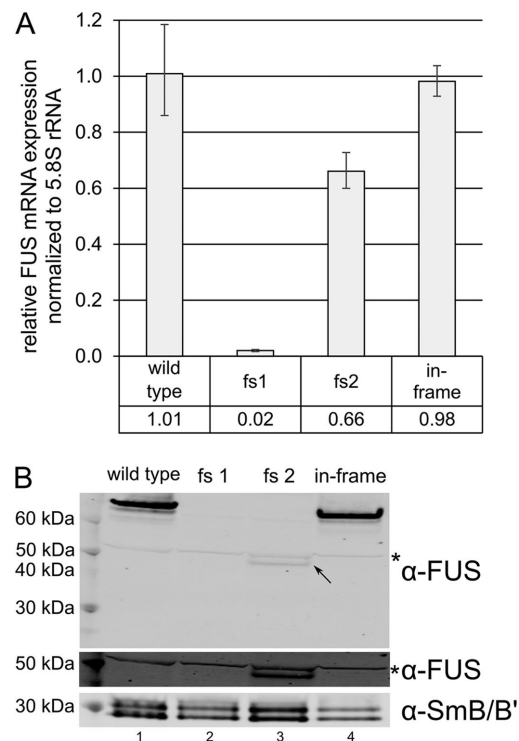 A
relative FUS mRNA expression
normalized to 5.8S rRNA
1.2
1.0
0.8
0.6
0.4
0.2
0.0
wild type
fs1
fs2
in-frame
1.01
0.02
0.66
0.98
B
wild type fs 1 fs 2 in-frame
60 kDa
50 kDa
40 kDa
30 kDa
* α-FUS
50 kDa
* α-FUS
30 kDa
α-SmB/B'
1 2 3 4